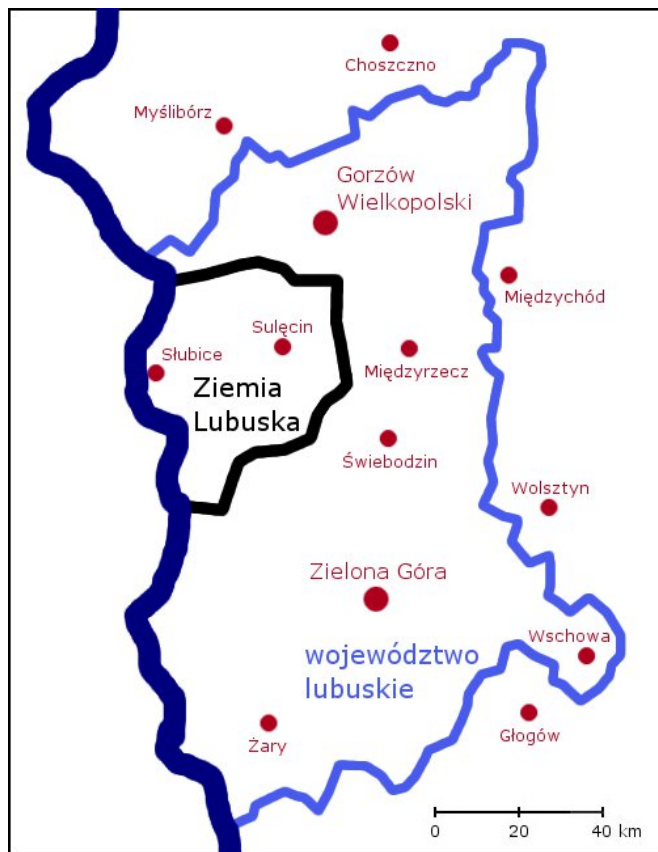 Choszczno
Myślibórz
Gorzów
Wielkopolski
Międzychód
Sulęcin
Słubice
Międzyrzecz
Ziemia
Lubuska
Świebodzin
Wolsztyn
Zielona Góra
Wschowa
województwo
lubuskie
Żary
Głogów
0 20 40 km